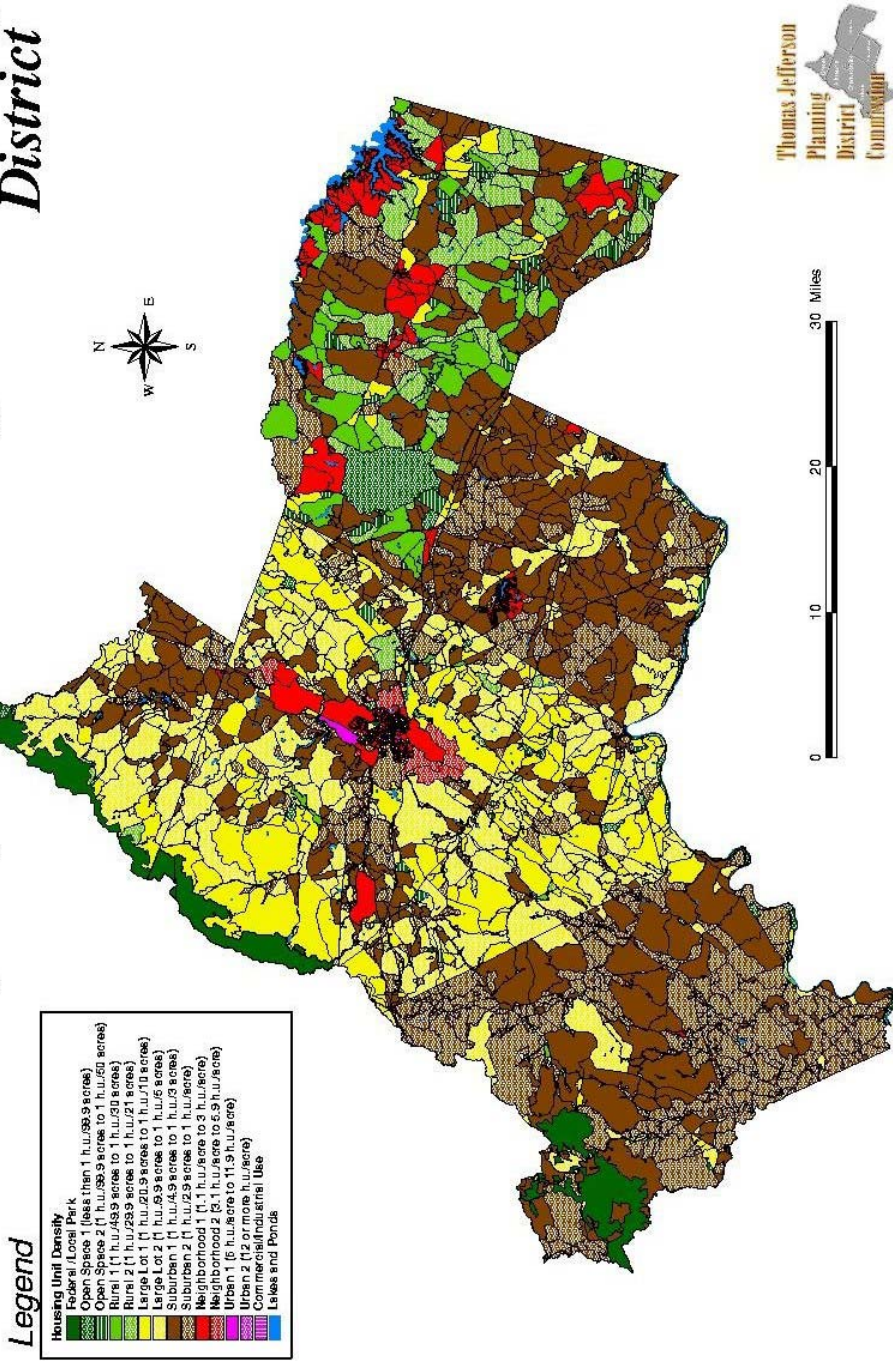 District
Legend
Housing Unit Density
Federal/Local Park
Open Space 1 (less than 1 h.u./99.9 acres)
Open Space 2 (1 h.u./99.9 acres to 1 h.u./50 acres)
Rural 1 (1 h.u./49.9 acres to 1 h.u./30 acres)
Rural 2 (1 h.u./29.9 acres to 1 h.u./21 acres)
Large Lot 1 (1 h.u./20.9 acres to 1 h.u./10 acres)
Large Lot 2 (1 h.u./9.9 acres to 1 h.u./5 acres)
Suburban 1 (1 h.u./4.9 acres to 1 h.u./3 acres)
Suburban 2 (1 h.u./2.9 acres to 1 h.u./acre)
Neighborhood 1 (1.1 h.u./acre to 3 h.u./acre)
Neighborhood 2 (3.1 h.u./acre to 5.9 h.u./acre)
Urban 1 (6 h.u./acre to 11.9 h.u./acre)
Urban 2 (12 or more h.u./acre)
Commercial/Industrial Use
Lakes and Ponds
N
W E
S
0 10 20 30 Miles
Thomas Jefferson
Planning
District
Commission